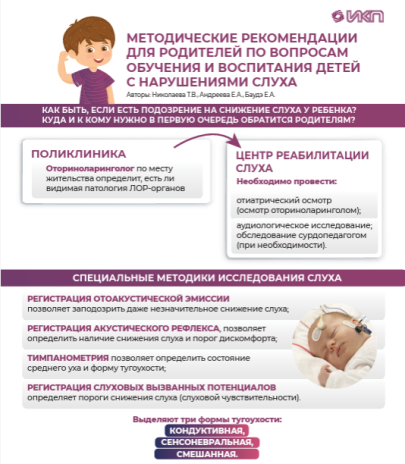 ИКП
МЕТОДИЧЕСКИЕ РЕКОМЕНДАЦИИ
ДЛЯ РОДИТЕЛЕЙ ПО ВОПРОСАМ
ОБУЧЕНИЯ И ВОСПИТАНИЯ ДЕТЕЙ
С НАРУШЕНИЯМИ СЛУХА
Авторы: Николаева Т.В., Андреева Е.А., Баудэ Е.А.
КАК БЫТЬ, ЕСЛИ ЕСТЬ ПОДОЗРЕНИЕ НА СНИЖЕНИЕ СЛУХА У РЕБЕНКА?
КУДА И К КОМУ НУЖНО В ПЕРВУЮ ОЧЕРЕДЬ ОБРАТИТСЯ РОДИТЕЛЯМ?
ПОЛИКЛИНИКА
Оториноларинголог по месту
жительства определит, есть ли
видимая патология ЛОР-органов
ЦЕНТР РЕАБИЛИТАЦИИ
СЛУХА
Необходимо провести:
отиатрический осмотр
(осмотр оториноларингологом);
аудиологическое исследование;
обследование сурдопедагогом
(при необходимости).
СПЕЦИАЛЬНЫЕ МЕТОДИКИ ИССЛЕДОВАНИЯ СЛУХА
РЕГИСТРАЦИЯ ОТОАКУСТИЧЕСКОЙ ЭМИССИИ
позволяет заподозрить даже незначительное снижение слуха;
РЕГИСТРАЦИЯ АКУСТИЧЕСКОГО РЕФЛЕКСА, позволяет
определить наличие снижения слуха и порог дискомфорта;
ТИМПАНОМЕТРИЯ позволяет определить состояние
среднего уха и форму тугоухости;
РЕГИСТРАЦИЯ СЛУХОВЫХ ВЫЗВАННЫХ ПОТЕНЦИАЛОВ
определяет пороги снижения слуха (слуховой чувствительности).
Выделяют три формы тугоухости:
КОНДУКТИВНАЯ,
СЕНСОНЕВРАЛЬНАЯ,
СМЕШАННАЯ.